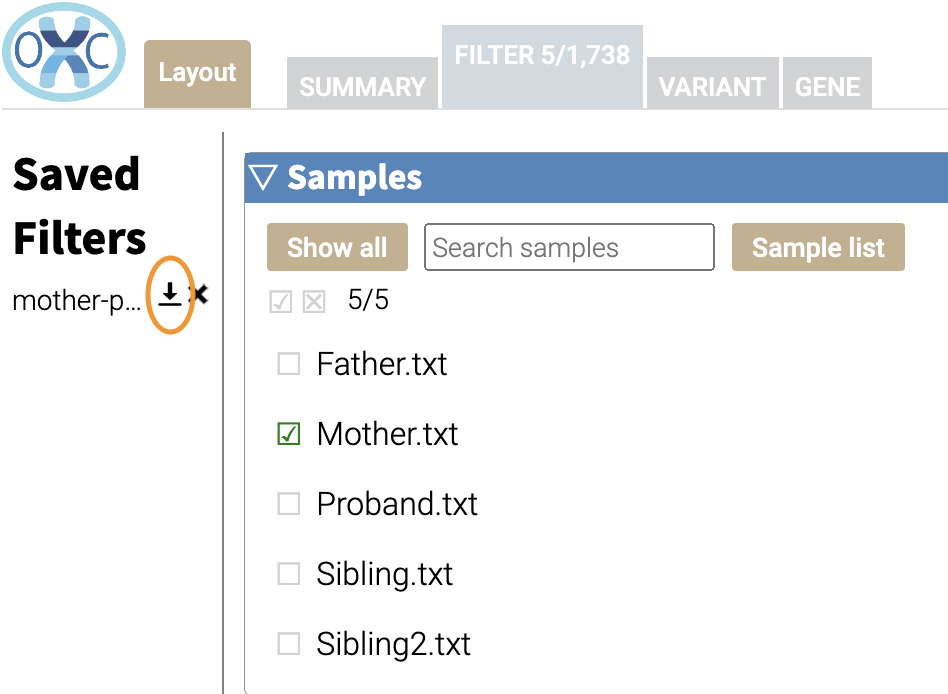 OXC
Layout
SUMMARY
FILTER 5/1,738
VARIANT
GENE
Saved
Filters
mother-p...
Samples
Show all
Search samples
Sample list
5/5
Father.txt
Mother.txt
Proband.txt
Sibling.txt
Sibling2.txt